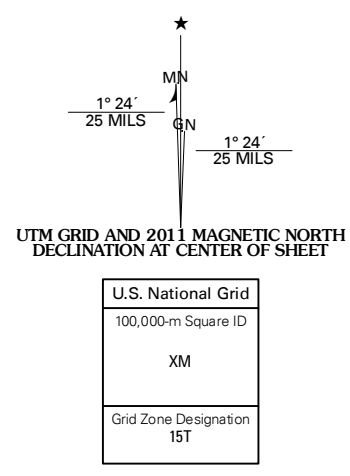 ★
MN
1° 24´
25 MILS
GN
1° 24´
25 MILS
UTM GRID AND 2011 MAGNETIC NORTH
DECLINATION AT CENTER OF SHEET
U.S. National Grid
100,000-m Square ID
XM
Grid Zone Designation
15T